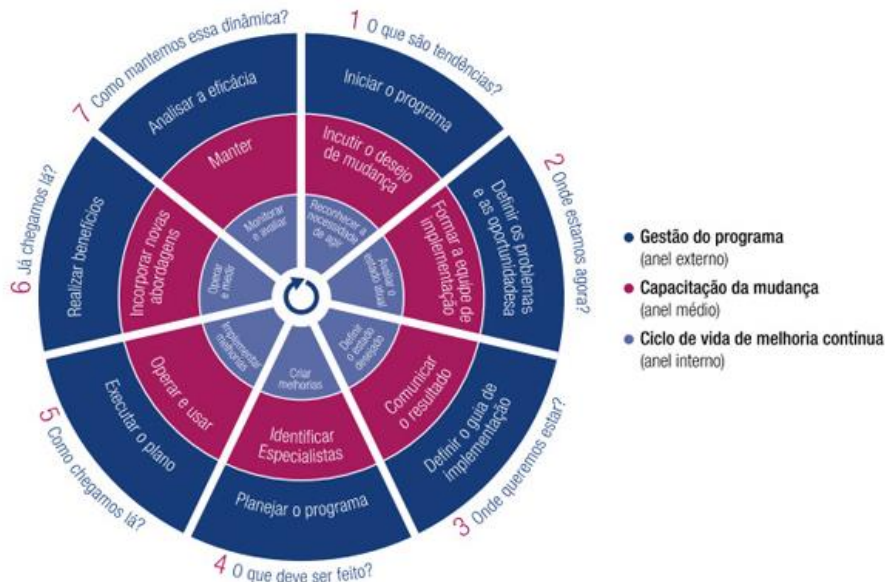 1 O que são tendências?
Iniciar o programa
Incutir o desejo
de mudança
Reconhecer a
necessidade
de agir
2 Onde estamos agora?
Definir os problemas
e as oportunidadesa
Formar a equipe de
implementação
Analisar o
estado atual
3 Onde queremos estar?
Definir o guia de
implementação
Comunicar
o resultado
Definir
o estado
desejado
4 O que deve ser feito?
Planejar o programa
Identificar
Especialistas
Criar
melhorias
5 Como chegamos lá?
Executar o plano
Operar e usar
Implementar
melhorias
6 Já chegamos lá?
Realizar benefícios
Incorporar novas
abordagens
Operar
e medir
7 Como mantemos essa dinâmica?
Analisar a eficácia
Manter
Monitorar
e avaliar
Gestão do programa
(anel externo)
Capacitação da mudança
(anel médio)
Ciclo de vida de melhoria contínua
(anel interno)